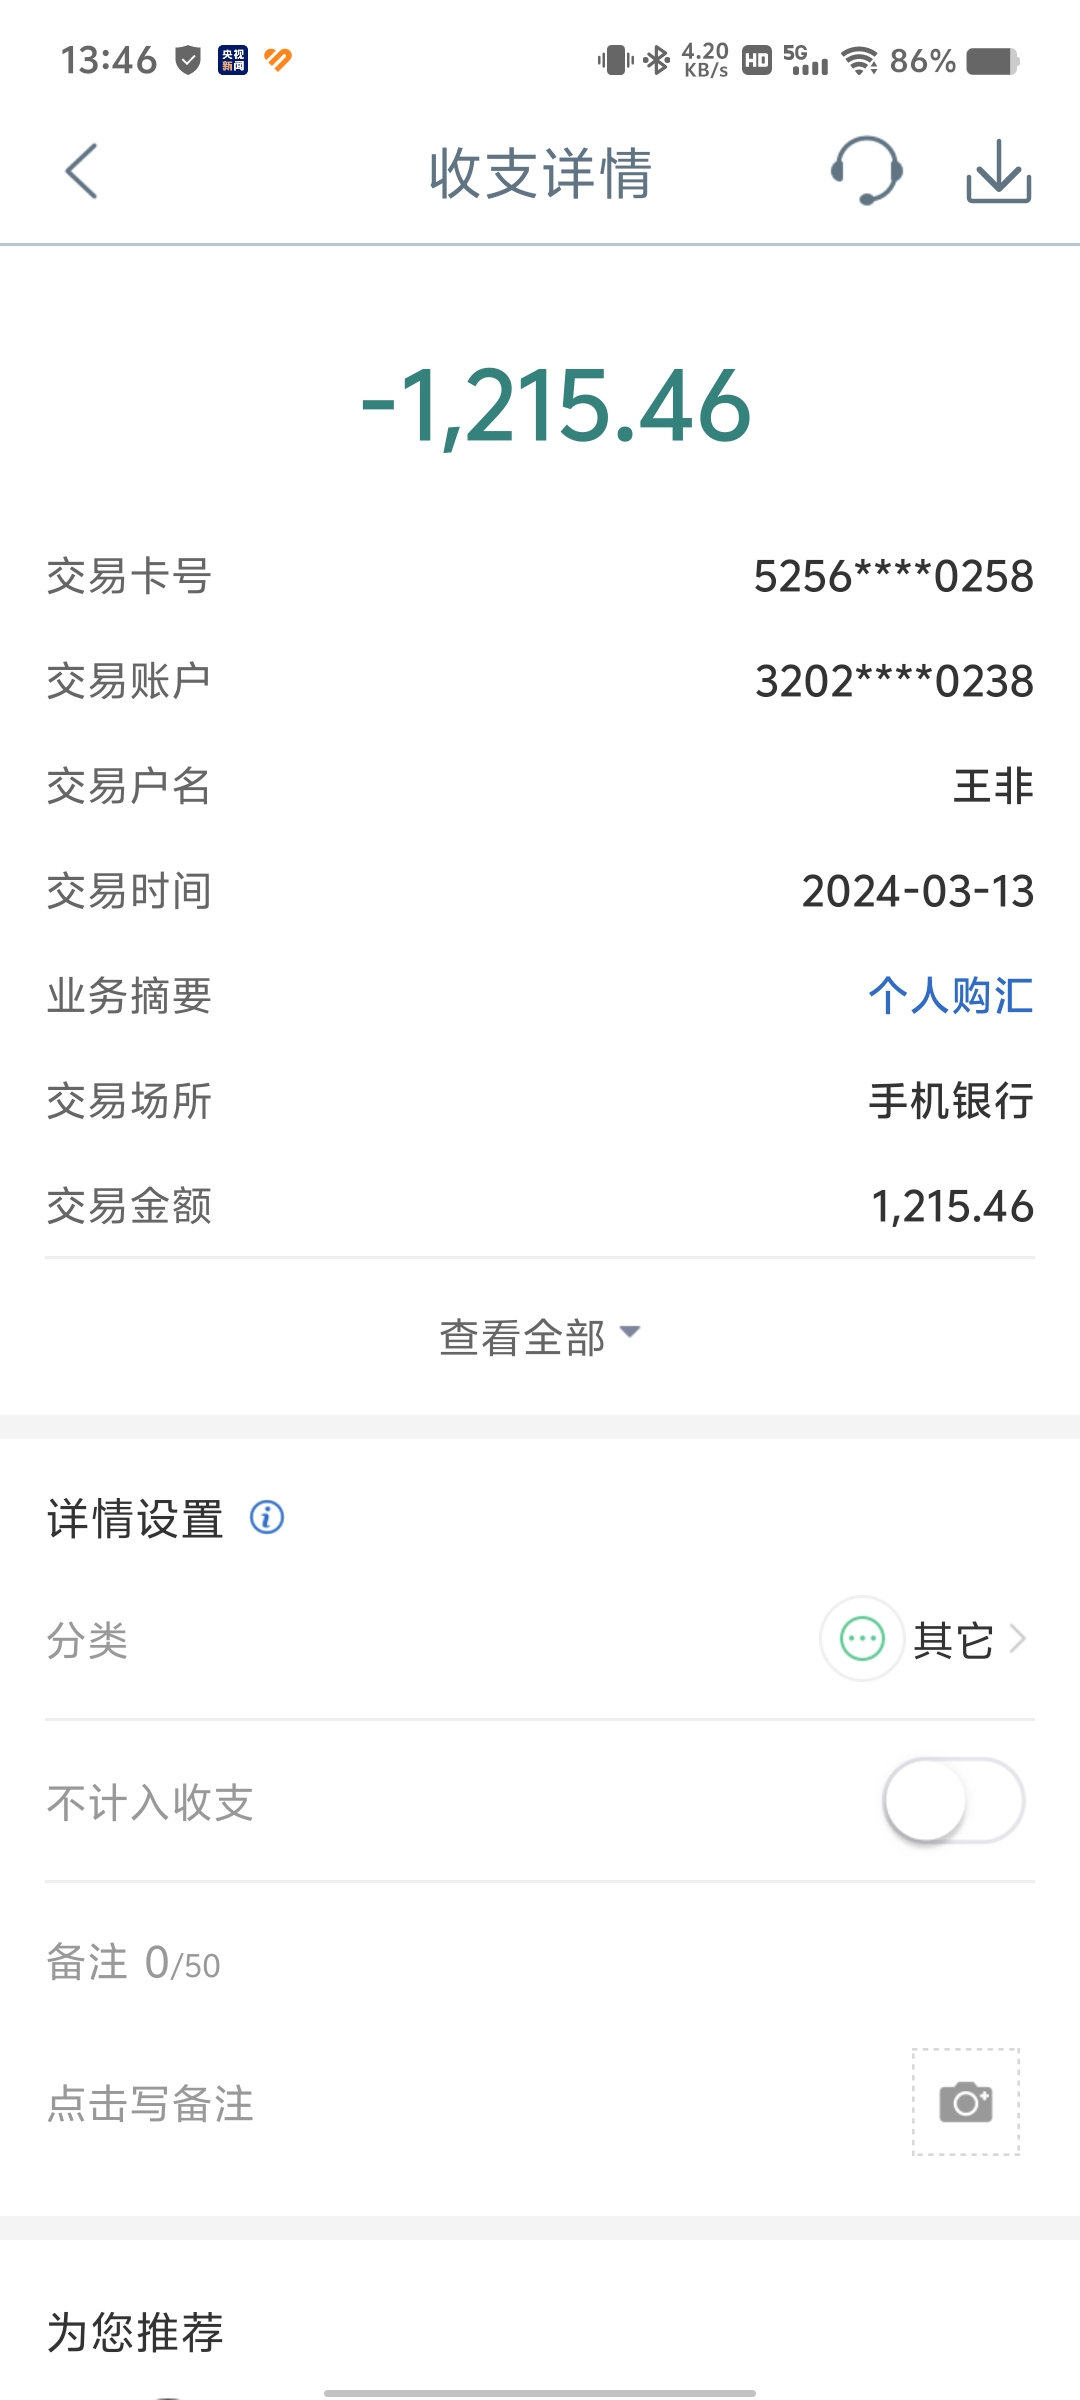 13:46 央视新闻 4.20 KB/s HD 5G 86%
收支详情
-1,215.46
交易卡号 5256****0258
交易账户 3202****0238
交易户名 王非
交易时间 2024-03-13
业务摘要 个人购汇
交易场所 手机银行
交易金额 1,215.46
查看全部
详情设置 i
分类 其它
不计入收支
备注 0/50
点击写备注
为您推荐